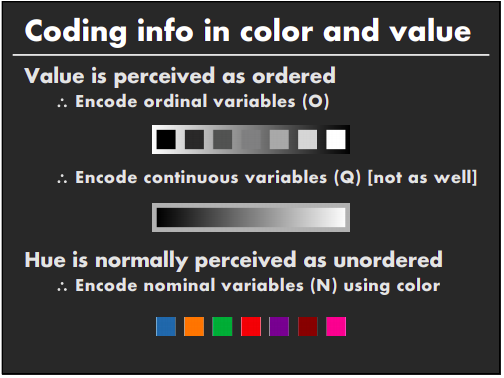 Coding info in color and value
Value is perceived as ordered
∴ Encode ordinal variables (O)
∴ Encode continuous variables (Q) [not as well]
Hue is normally perceived as unordered
∴ Encode nominal variables (N) using color